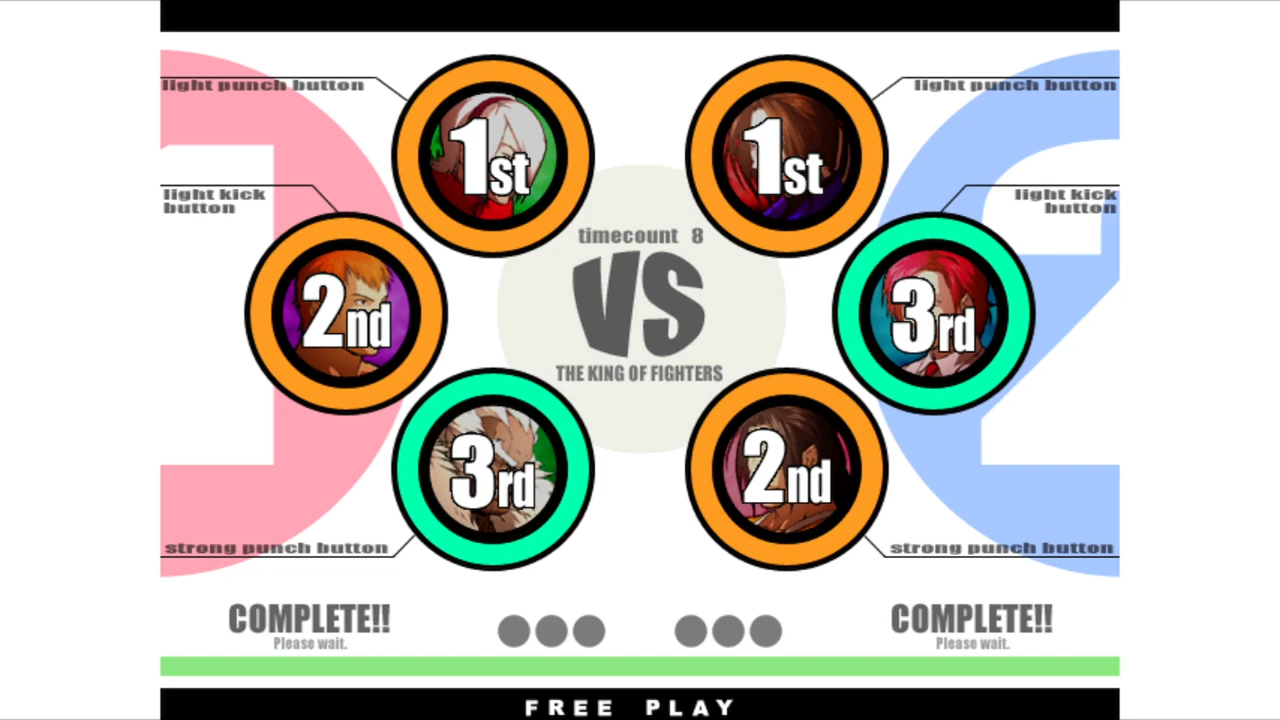 light punch button
light punch button
1st
1st
light kick
button
light kick
button
timecount 8
VS
THE KING OF FIGHTERS
2nd
3rd
3rd
2nd
strong punch button
strong punch button
COMPLETE!!
Please wait.
COMPLETE!!
Please wait.
FREE PLAY